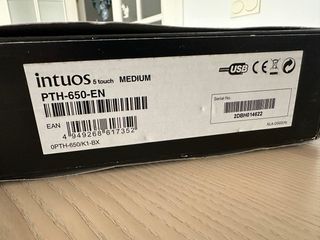 intuos 5 touch MEDIUM
PTH-650-EN
EAN
4 949268 617352
0PTH-650/K1-BX
USB
Serial No.
2DBH014622